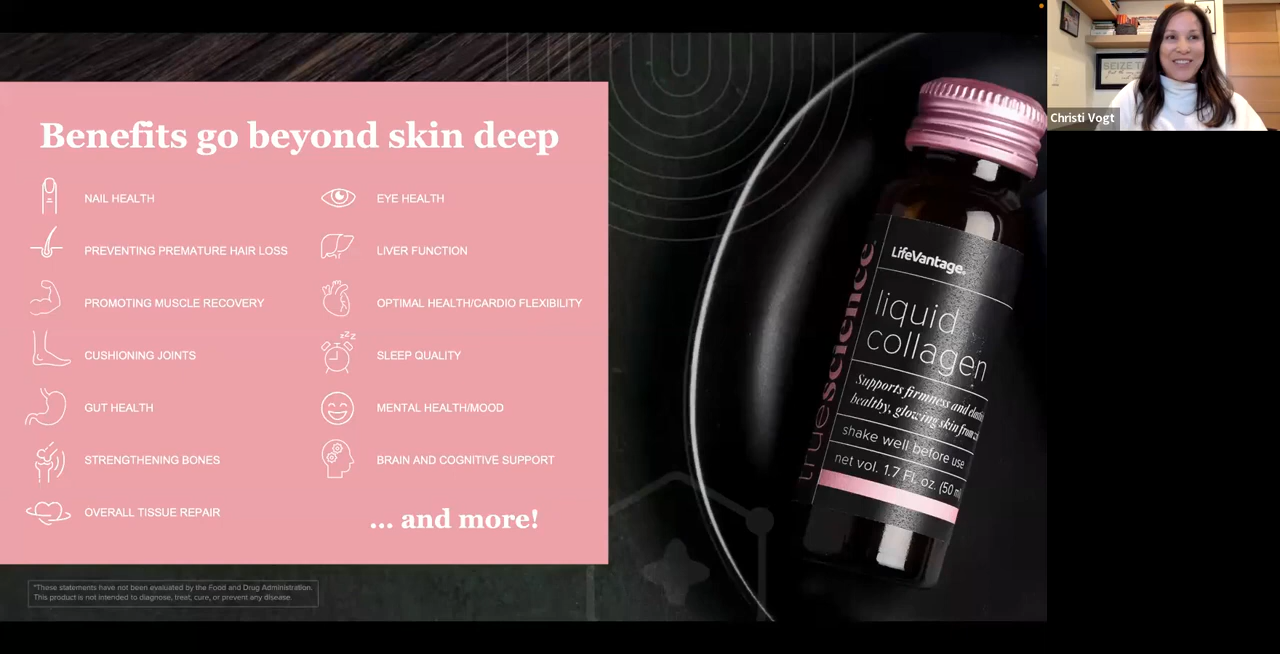 Benefits go beyond skin deep
NAIL HEALTH
PREVENTING PREMATURE HAIR LOSS
PROMOTING MUSCLE RECOVERY
CUSHIONING JOINTS
GUT HEALTH
STRENGTHENING BONES
OVERALL TISSUE REPAIR
EYE HEALTH
LIVER FUNCTION
OPTIMAL HEALTH/CARDIO FLEXIBILITY
zzZ
SLEEP QUALITY
MENTAL HEALTH/MOOD
BRAIN AND COGNITIVE SUPPORT
... and more!
*These statements have not been evaluated by the Food and Drug Administration.
This product is not intended to diagnose, treat, cure, or prevent any disease.
truescience
LifeVantage
liquid
collagen
Supports firmness and
healthy, glowing skin from
shake well before use
net vol. 1.7 Fl. oz. (50 m
SEIZE
Christi Vogt